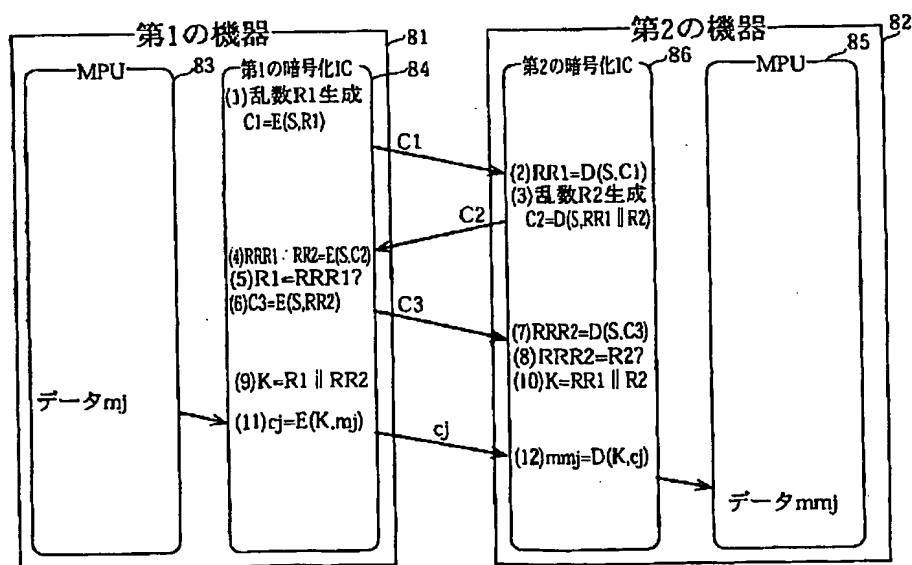 第1の機器
81
MPU
83
第1の暗号化IC
84
(1)乱数R1生成
C1=E(S,R1)
C1
C2
(4)RRR1∥RR2=E(S,C2)
(5)R1=RRR1?
(6)C3=E(S,RR2)
C3
(9)K=R1∥RR2
データmj
(11)cj=E(K,mj)
cj
第2の機器
82
第2の暗号化IC
86
MPU
85
(2)RR1=D(S,C1)
(3)乱数R2生成
C2=D(S,RR1∥R2)
(7)RRR2=D(S,C3)
(8)RRR2=R2?
(10)K=RR1∥R2
(12)mmj=D(K,cj)
データmmj